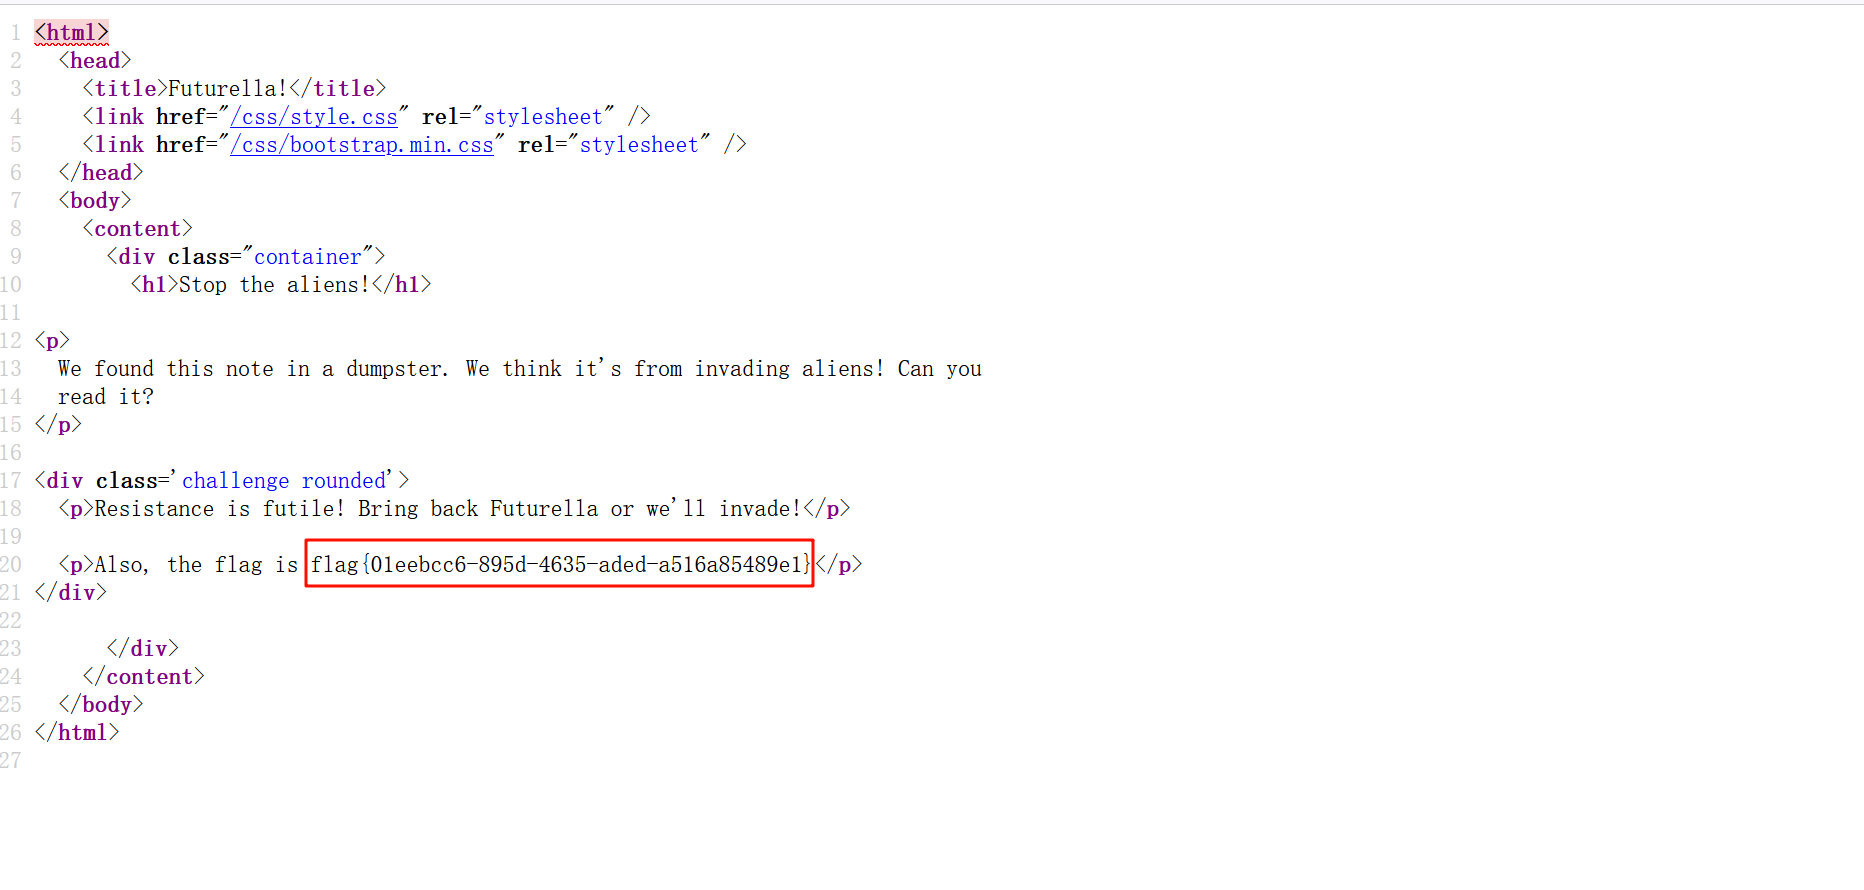 1 <html>
2   <head>
3     <title>Futurella!</title>
4     <link href="/css/style.css" rel="stylesheet" />
5     <link href="/css/bootstrap.min.css" rel="stylesheet" />
6   </head>
7   <body>
8     <content>
9       <div class="container">
10         <h1>Stop the aliens!</h1>
11
12 <p>
13   We found this note in a dumpster. We think it's from invading aliens! Can you
14   read it?
15 </p>
16
17 <div class='challenge rounded'>
18   <p>Resistance is futile! Bring back Futurella or we'll invade!</p>
19
20   <p>Also, the flag is flag{01eebcc6-895d-4635-aded-a516a85489e1}</p>
21 </div>
22
23       </div>
24     </content>
25   </body>
26 </html>
27